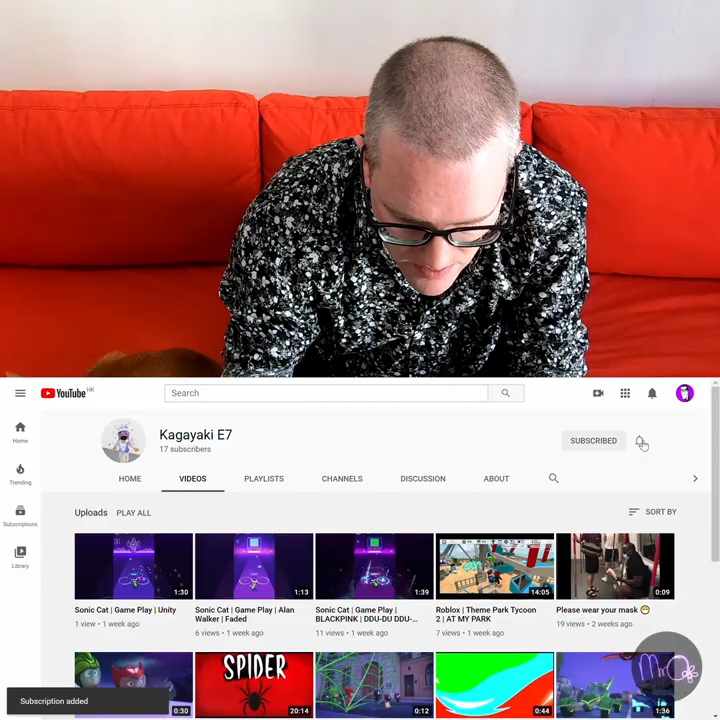 YouTube HK
Search
Home
Trending
Subscriptions
Library
Kagayaki E7
17 subscribers
SUBSCRIBED
HOME
VIDEOS
PLAYLISTS
CHANNELS
DISCUSSION
ABOUT
Uploads
PLAY ALL
SORT BY
1:30
1:13
1:39
14:05
0:09
Sonic Cat | Game Play | Unity
1 view • 1 week ago
Sonic Cat | Game Play | Alan
Walker | Faded
6 views • 1 week ago
Sonic Cat | Game Play |
BLACKPINK | DDU-DU DDU-...
11 views • 1 week ago
Roblox | Theme Park Tycoon
2 | AT MY PARK
7 views • 1 week ago
Please wear your mask 😷
19 views • 2 weeks ago
SPIDER
0:30
20:14
0:12
0:44
1:36
Subscription added